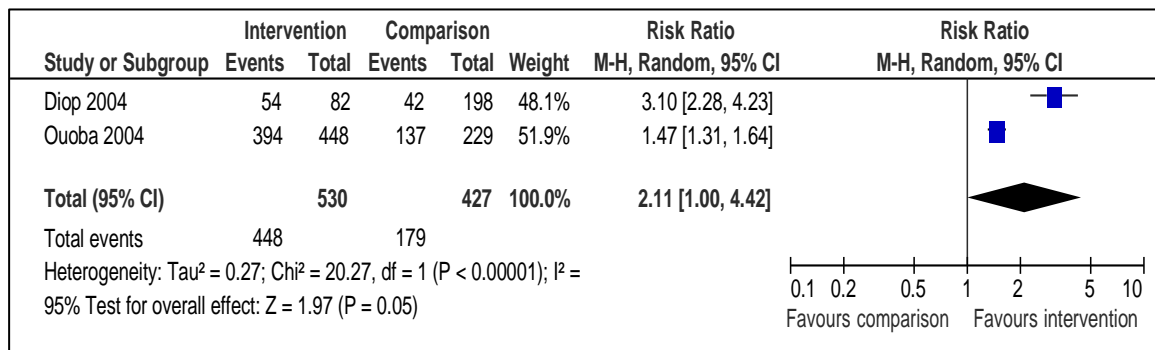 Intervention Comparison Risk Ratio Risk Ratio
Study or Subgroup Events Total Events Total Weight M-H, Random, 95% CI M-H, Random, 95% CI
Diop 2004 54 82 42 198 48.1% 3.10 [2.28, 4.23]
Ouoba 2004 394 448 137 229 51.9% 1.47 [1.31, 1.64]
Total (95% CI) 530 427 100.0% 2.11 [1.00, 4.42]
Total events 448 179
Heterogeneity: Tau² = 0.27; Chi² = 20.27, df = 1 (P < 0.00001); I² =
95% Test for overall effect: Z = 1.97 (P = 0.05)
0.1 0.2 0.5 1 2 5 10
Favours comparison Favours intervention